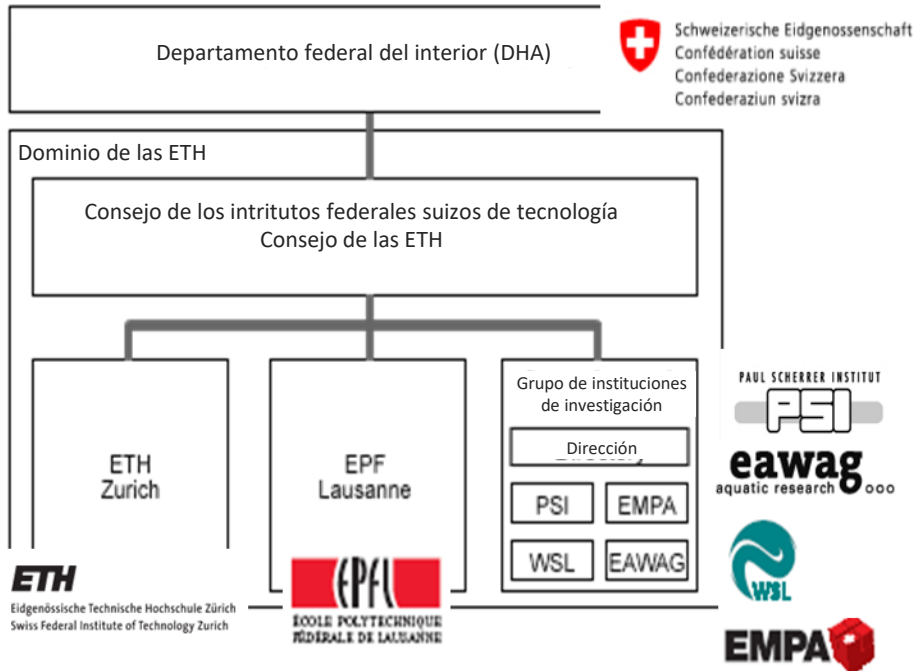 Departamento federal del interior (DHA)
Schweizerische Eidgenossenschaft
Confédération suisse
Confederazione Svizzera
Confederaziun svizra
Dominio de las ETH
Consejo de los intritutos federales suizos de tecnología
Consejo de las ETH
ETH
Zurich
EPF
Lausanne
Grupo de instituciones
de investigación
Dirección
PSI
EMPA
WSL
EAWAG
PAUL SCHERRER INSTITUT
PSI
eawag
aquatic research
WSL
EMPA
ETH
Eidgenössische Technische Hochschule Zürich
Swiss Federal Institute of Technology Zurich
EPFL
ÉCOLE POLYTECHNIQUE
FÉDÉRALE DE LAUSANNE